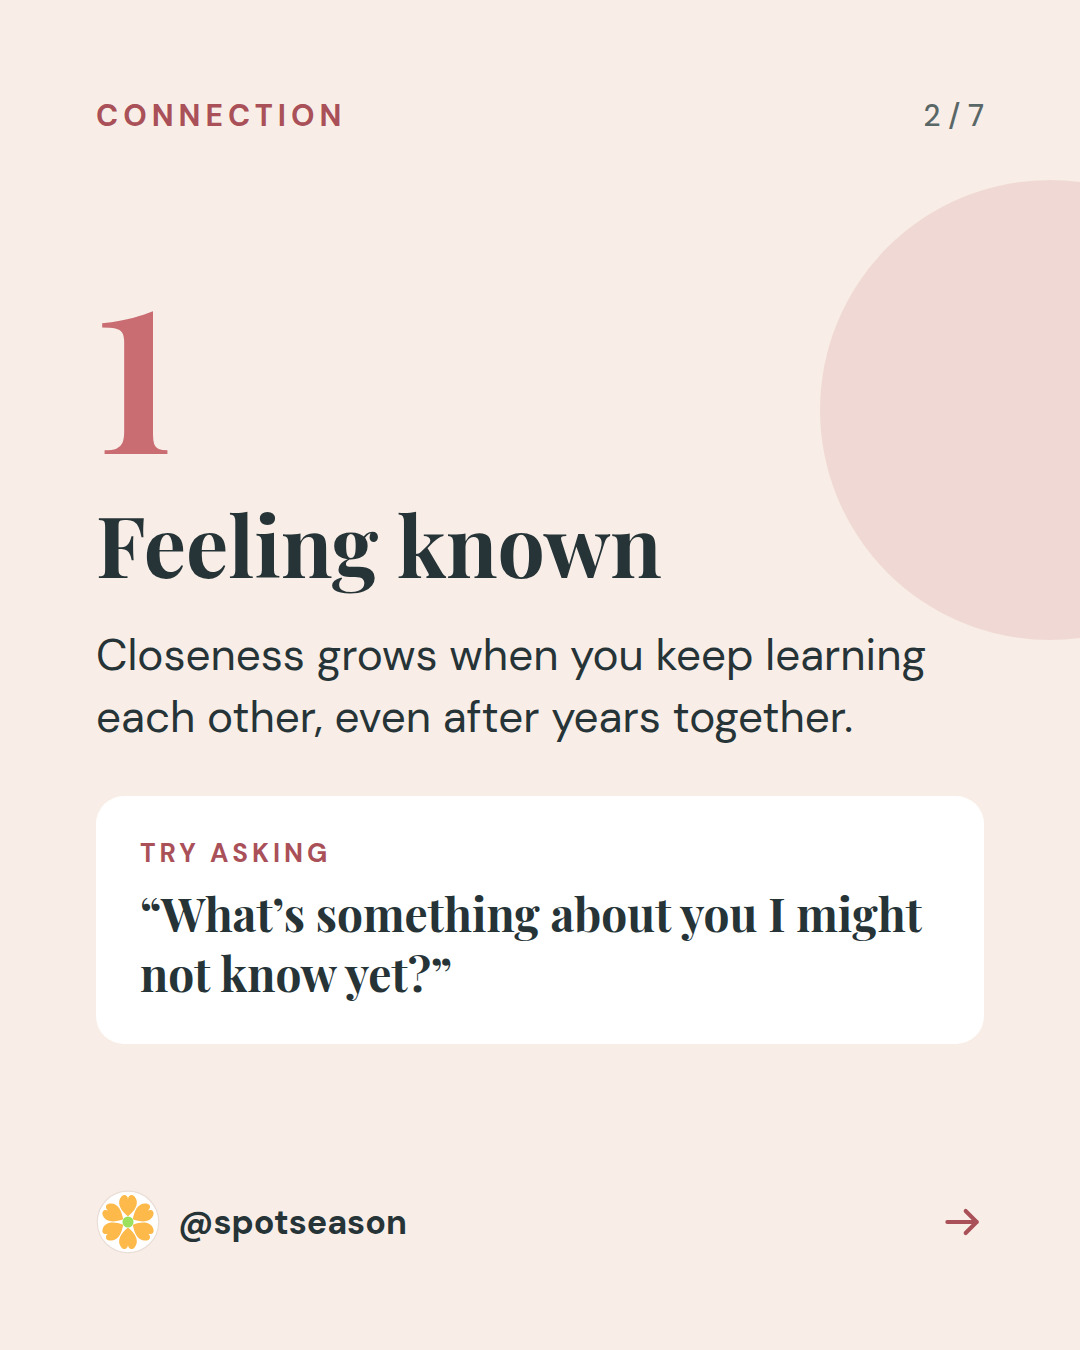 CONNECTION
2 / 7
1
Feeling known
Closeness grows when you keep learning
each other, even after years together.
TRY ASKING
“What’s something about you I might
not know yet?”
@spotseason